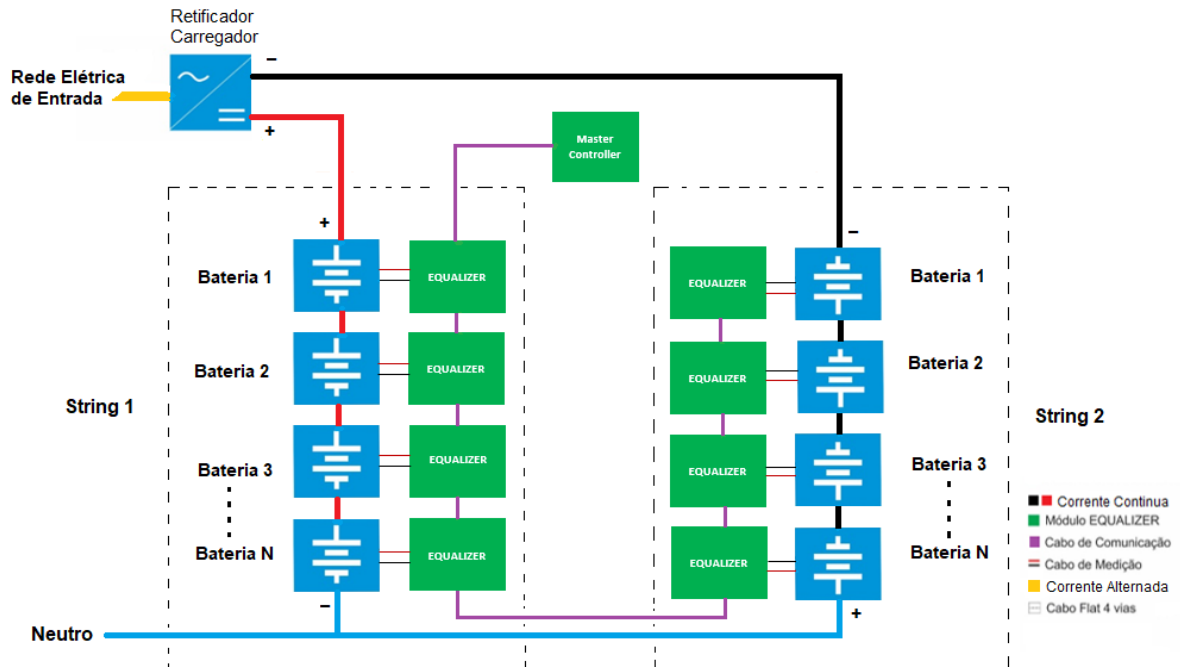 Retificador
Carregador
Rede Elétrica
de Entrada
−
+
Master
Controller
+
−
Bateria 1
EQUALIZER
EQUALIZER
Bateria 1
Bateria 2
EQUALIZER
EQUALIZER
Bateria 2
String 1
String 2
Bateria 3
EQUALIZER
EQUALIZER
Bateria 3
Bateria N
EQUALIZER
EQUALIZER
Bateria N
−
+
Neutro
Corrente Continua
Módulo EQUALIZER
Cabo de Comunicação
Cabo de Medição
Corrente Alternada
Cabo Flat 4 vias